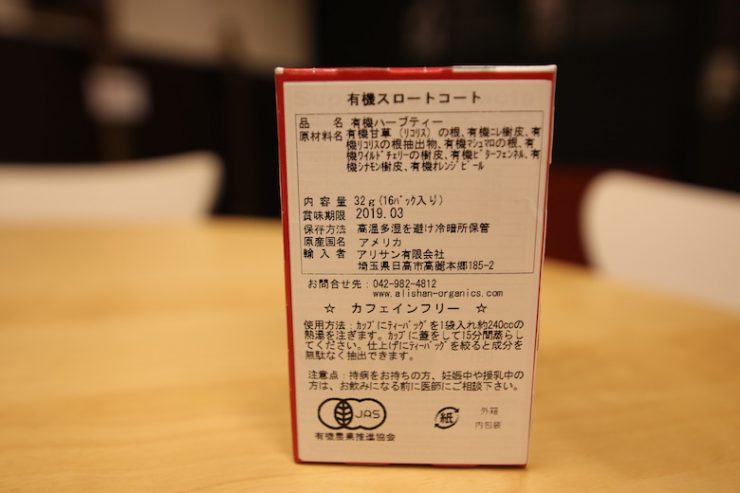 有機スロートコート
品　名 有機ハーブティー
原材料名 有機甘草 (リコリス) の根、有機ニレ樹皮、有
機リコリスの根抽出物、有機マシュマロの根、有
機ワイルドチェリーの樹皮、有機ビターフェンネル、有
機シナモン樹皮、有機オレンジピール
内 容 量 32g(16パック入り)
賞味期限 2019.03
保存方法 高温多湿を避け冷暗所保管
原産国名 アメリカ
輸 入 者 アリサン有限会社
埼玉県日高市高麗本郷185-2
お問合せ先：042-982-4812
www.alishan-organics.com
☆ カフェインフリー ☆
使用方法：カップにティーバッグを1袋入れ約240ccの
熱湯を注ぎます。カップに蓋をして15分間蒸らし
てください。仕上げにティーバッグを絞ると成分を
無駄なく抽出できます。
注意点：持病をお持ちの方、妊娠中や授乳中の
方は、お飲みになる前に医師にご相談下さい。
JAS
有機農業推進協会
紙
外箱
内包装